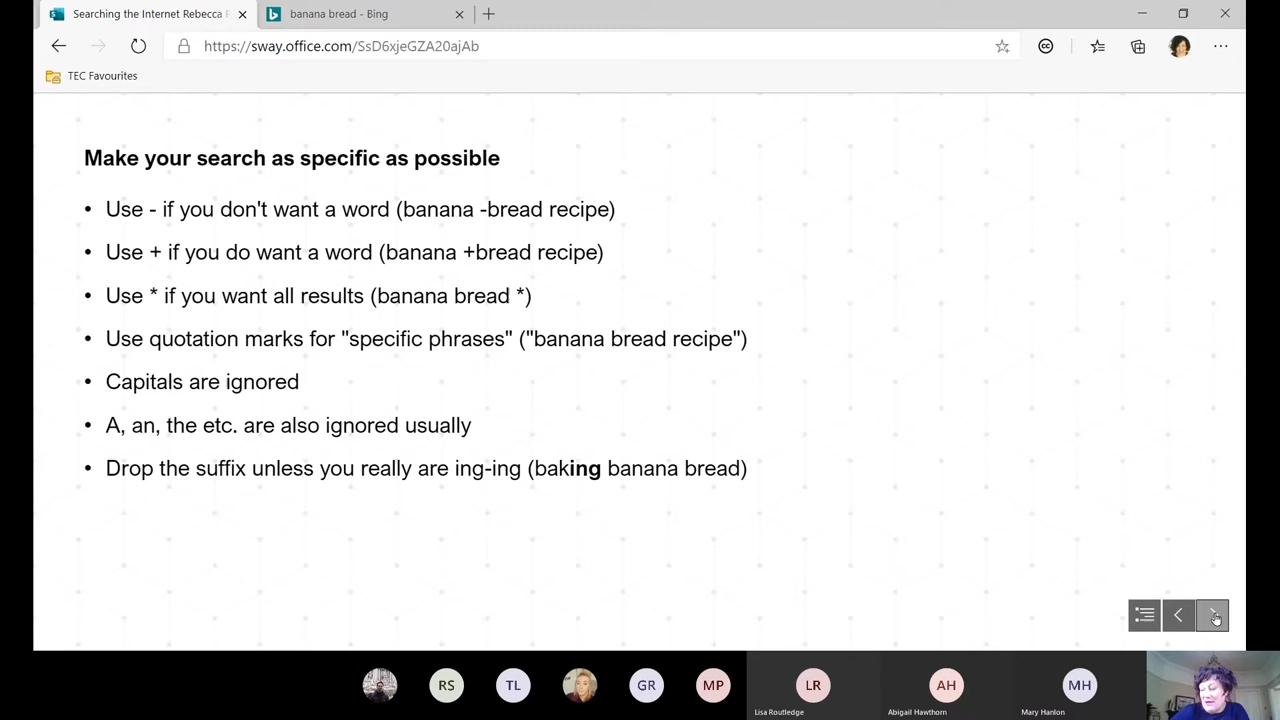 Searching the Internet Rebecca
banana bread - Bing
https://sway.office.com/SsD6xjeGZA20ajAb
TEC Favourites
Make your search as specific as possible
• Use - if you don't want a word (banana -bread recipe)
• Use + if you do want a word (banana +bread recipe)
• Use * if you want all results (banana bread *)
• Use quotation marks for "specific phrases" ("banana bread recipe")
• Capitals are ignored
• A, an, the etc. are also ignored usually
• Drop the suffix unless you really are ing-ing (baking banana bread)
RS TL GR MP LR AH MH
Lisa Routledge Abigail Hawthorn Mary Hanlon